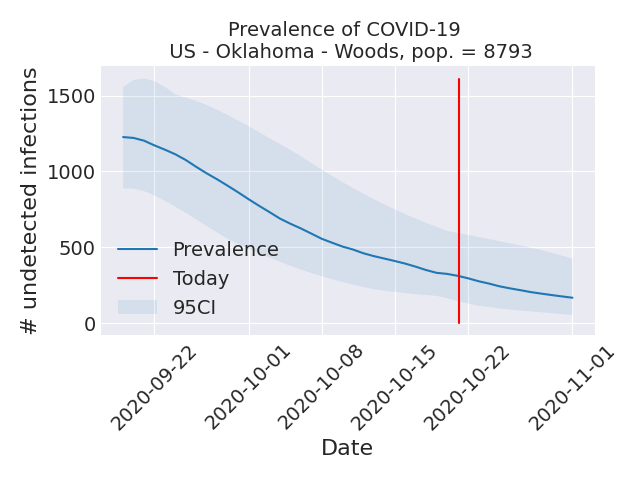 Prevalence of COVID-19
US - Oklahoma - Woods, pop. = 8793
# undetected infections
1500
1000
500
0
Prevalence
Today
95CI
2020-09-22
2020-10-01
2020-10-08
2020-10-15
2020-10-22
2020-11-01
Date